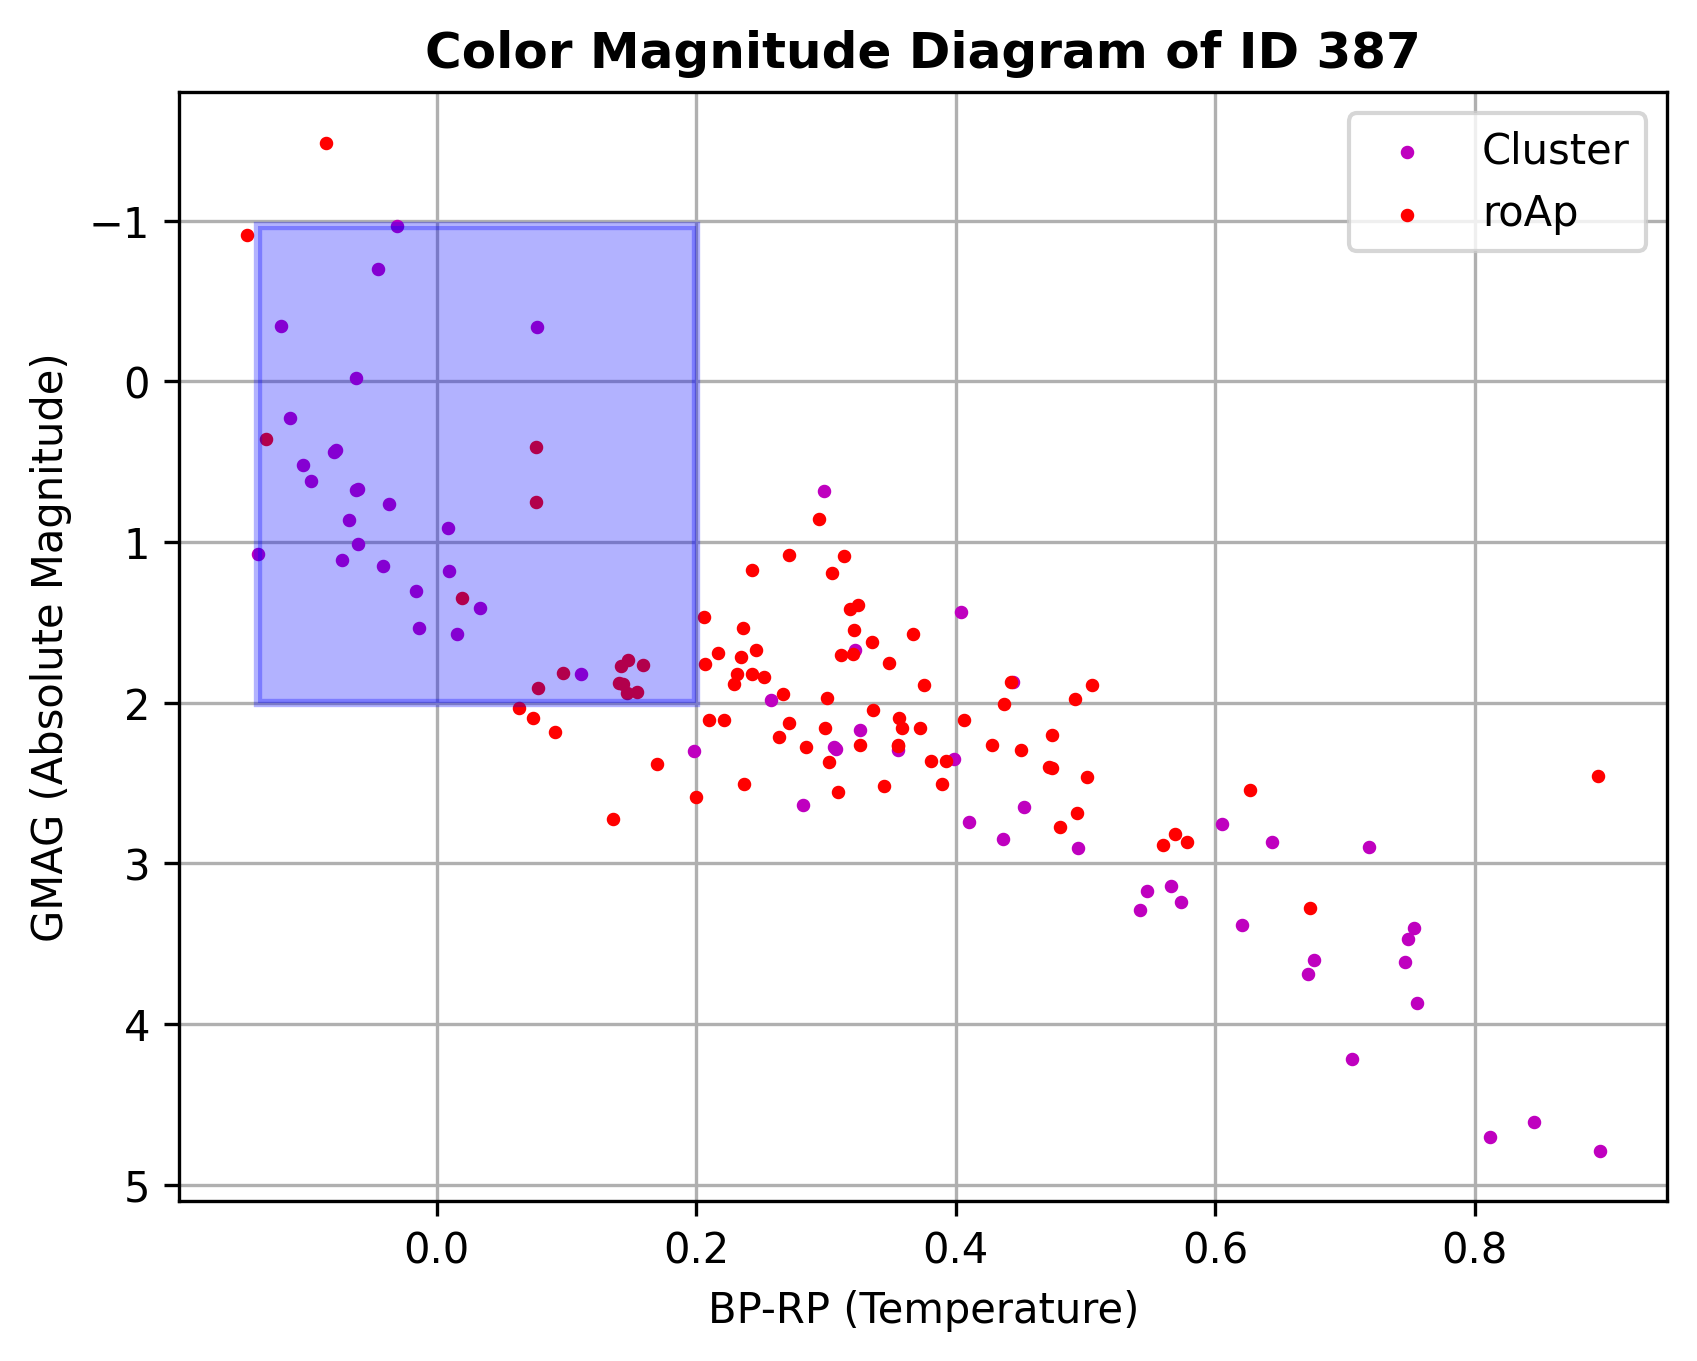 Color Magnitude Diagram of ID 387
Cluster
roAp
GMAG (Absolute Magnitude)
−1
0
1
2
3
4
5
0.0 0.2 0.4 0.6 0.8
BP-RP (Temperature)